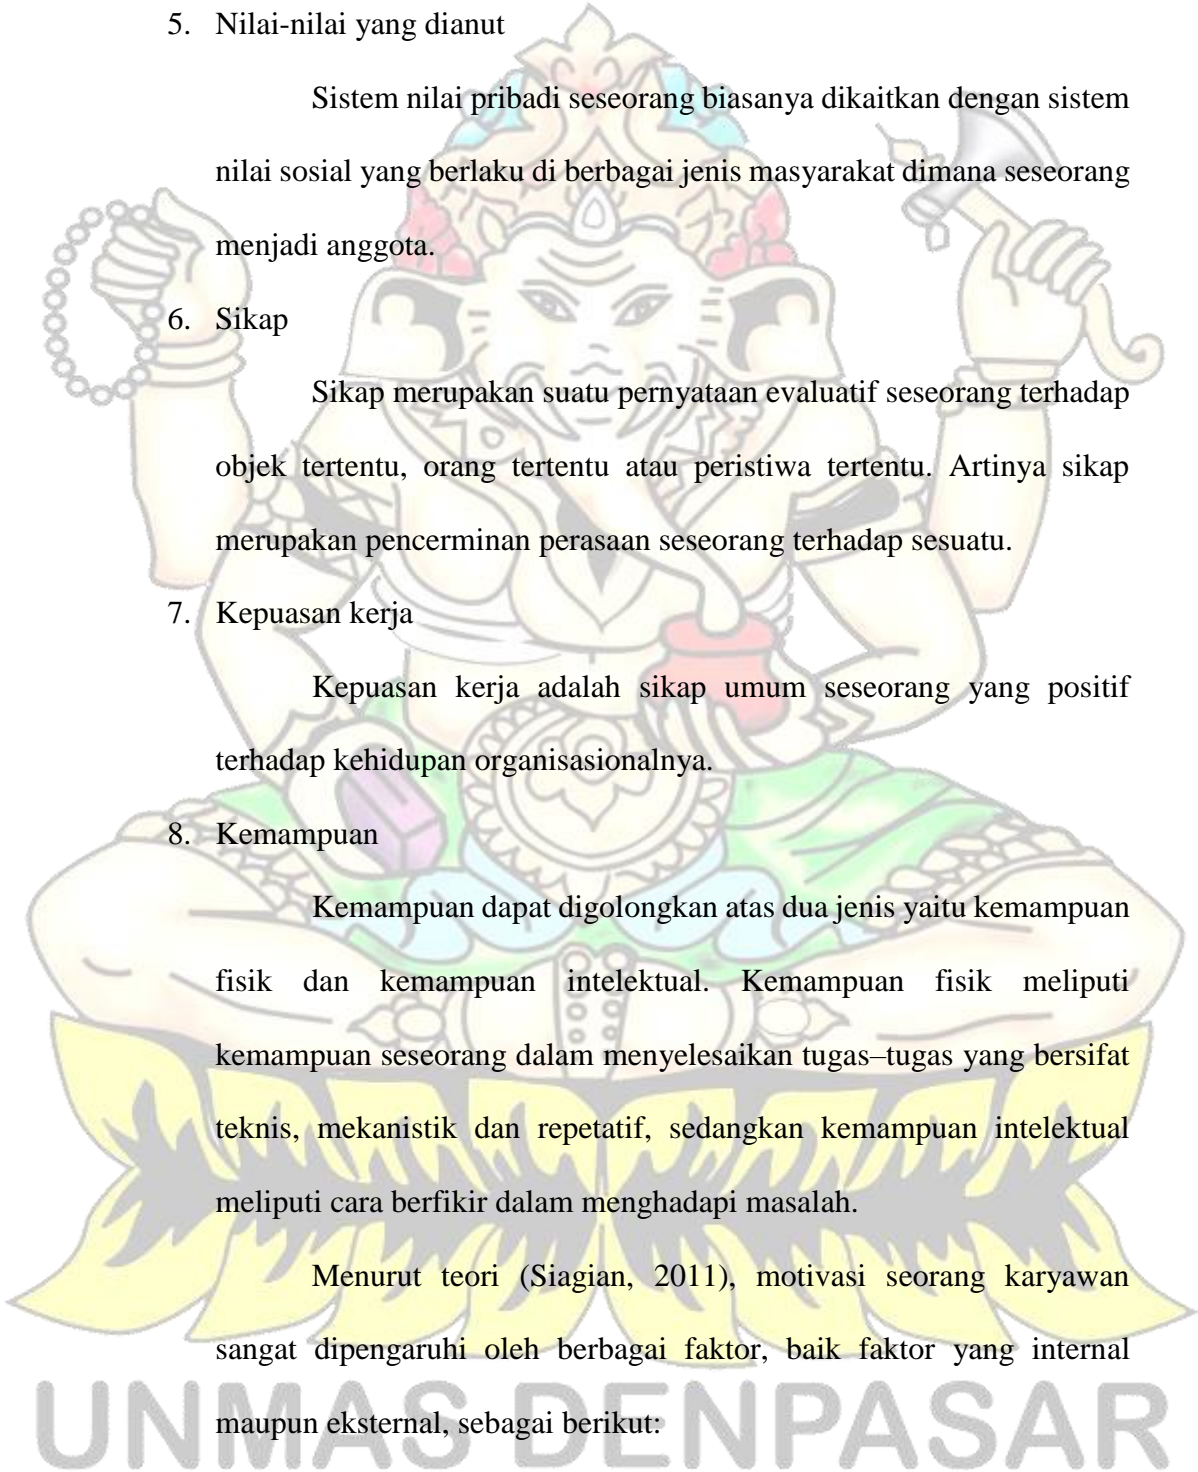 5. Nilai-nilai yang dianut
Sistem nilai pribadi seseorang biasanya dikaitkan dengan sistem
nilai sosial yang berlaku di berbagai jenis masyarakat dimana seseorang
menjadi anggota.
6. Sikap
Sikap merupakan suatu pernyataan evaluatif seseorang terhadap
objek tertentu, orang tertentu atau peristiwa tertentu. Artinya sikap
merupakan pencerminan perasaan seseorang terhadap sesuatu.
7. Kepuasan kerja
Kepuasan kerja adalah sikap umum seseorang yang positif
terhadap kehidupan organisasionalnya.
8. Kemampuan
Kemampuan dapat digolongkan atas dua jenis yaitu kemampuan
fisik dan kemampuan intelektual. Kemampuan fisik meliputi
kemampuan seseorang dalam menyelesaikan tugas–tugas yang bersifat
teknis, mekanistik dan repetatif, sedangkan kemampuan intelektual
meliputi cara berfikir dalam menghadapi masalah.
Menurut teori (Siagian, 2011), motivasi seorang karyawan
sangat dipengaruhi oleh berbagai faktor, baik faktor yang internal
maupun eksternal, sebagai berikut:
UNMAS DENPASAR